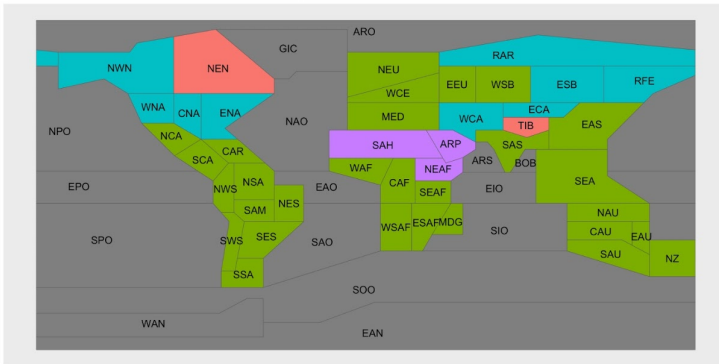 ARO
GIC
NWN
NEN
RAR
NEU
EEU
WSB
ESB
RFE
WCE
WNA
CNA
ENA
NAO
MED
WCA
ECA
TIB
EAS
NPO
NCA
SCA
CAR
SAH
ARP
ARS
SAS
BOB
WAF
NEAF
EPO
NWS
NSA
NES
EAO
CAF
SEAF
EIO
SEA
SAM
SPO
SWS
SES
SAO
WSAF
ESAF
MDG
SIO
NAU
CAU
EAU
SAU
NZ
SSA
SOO
WAN
EAN